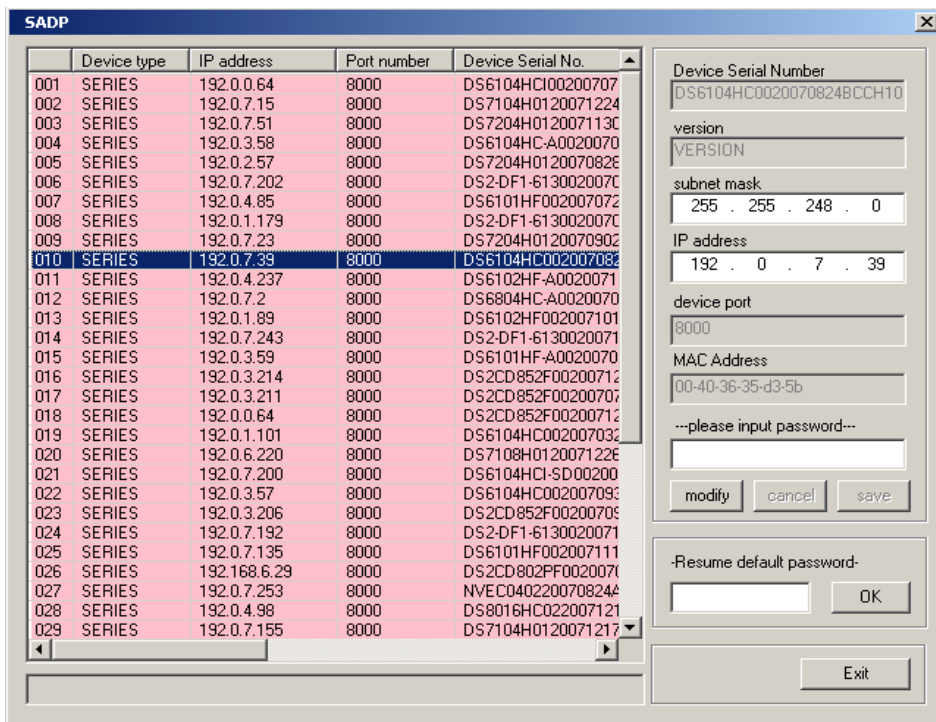 SADP
Device type IP address Port number Device Serial No.
001 SERIES 192.0.0.64 8000 DS6104HCI00200707
002 SERIES 192.0.7.15 8000 DS7104H0120071224
003 SERIES 192.0.7.51 8000 DS7204H012007113C
004 SERIES 192.0.3.58 8000 DS6104HC-A0020070
005 SERIES 192.0.2.57 8000 DS7204H0120070828
006 SERIES 192.0.7.202 8000 DS2-DF1-613002007C
007 SERIES 192.0.4.85 8000 DS6101HF002007072
008 SERIES 192.0.1.179 8000 DS2-DF1-613002007C
009 SERIES 192.0.7.23 8000 DS7204H0120070902
010 SERIES 192.0.7.39 8000 DS6104HC002007082
011 SERIES 192.0.4.237 8000 DS6102HF-A0020071
012 SERIES 192.0.7.2 8000 DS6804HC-A0020070
013 SERIES 192.0.1.89 8000 DS6102HF002007101
014 SERIES 192.0.7.243 8000 DS2-DF1-6130020071
015 SERIES 192.0.3.59 8000 DS6101HF-A0020070
016 SERIES 192.0.3.214 8000 DS2CD852F00200712
017 SERIES 192.0.3.211 8000 DS2CD852F00200707
018 SERIES 192.0.0.64 8000 DS2CD852F00200712
019 SERIES 192.0.1.101 8000 DS6104HC002007032
020 SERIES 192.0.6.220 8000 DS7108H0120071226
021 SERIES 192.0.7.200 8000 DS6104HCI-SD00200
022 SERIES 192.0.3.57 8000 DS6104HC002007093
023 SERIES 192.0.3.206 8000 DS2CD852F00200709
024 SERIES 192.0.7.192 8000 DS2-DF1-6130020071
025 SERIES 192.0.7.135 8000 DS6101HF002007111
026 SERIES 192.168.6.29 8000 DS2CD802PF0020070
027 SERIES 192.0.7.253 8000 NVEC040220070824A
028 SERIES 192.0.4.98 8000 DS8016HC022007121
029 SERIES 192.0.7.155 8000 DS7104H0120071217
Device Serial Number
DS6104HC0020070824BCCH10
version
VERSION
subnet mask
255 . 255 . 248 . 0
IP address
192 . 0 . 7 . 39
device port
8000
MAC Address
00-40-36-35-d3-5b
---please input password---
modify cancel save
-Resume default password-
OK
Exit